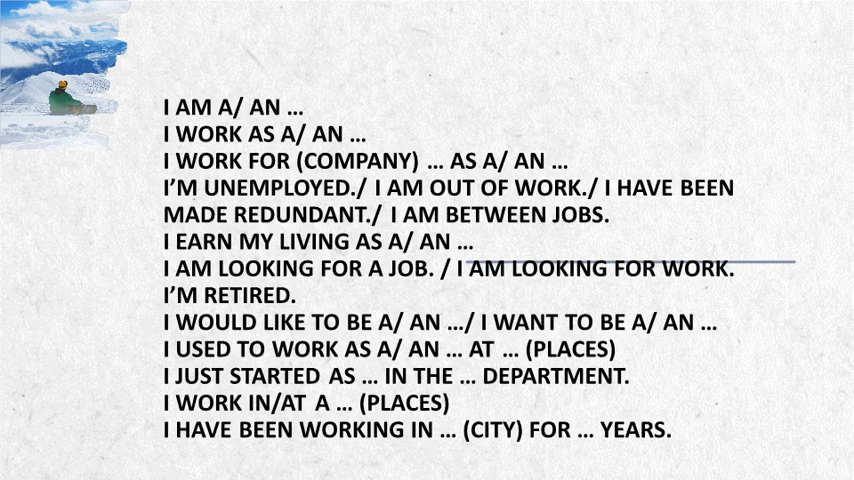 I AM A/ AN …
I WORK AS A/ AN …
I WORK FOR (COMPANY) … AS A/ AN …
I’M UNEMPLOYED./ I AM OUT OF WORK./ I HAVE BEEN
MADE REDUNDANT./ I AM BETWEEN JOBS.
I EARN MY LIVING AS A/ AN …
I AM LOOKING FOR A JOB. / I AM LOOKING FOR WORK.
I’M RETIRED.
I WOULD LIKE TO BE A/ AN …/ I WANT TO BE A/ AN …
I USED TO WORK AS A/ AN … AT … (PLACES)
I JUST STARTED AS … IN THE … DEPARTMENT.
I WORK IN/AT A … (PLACES)
I HAVE BEEN WORKING IN … (CITY) FOR … YEARS.